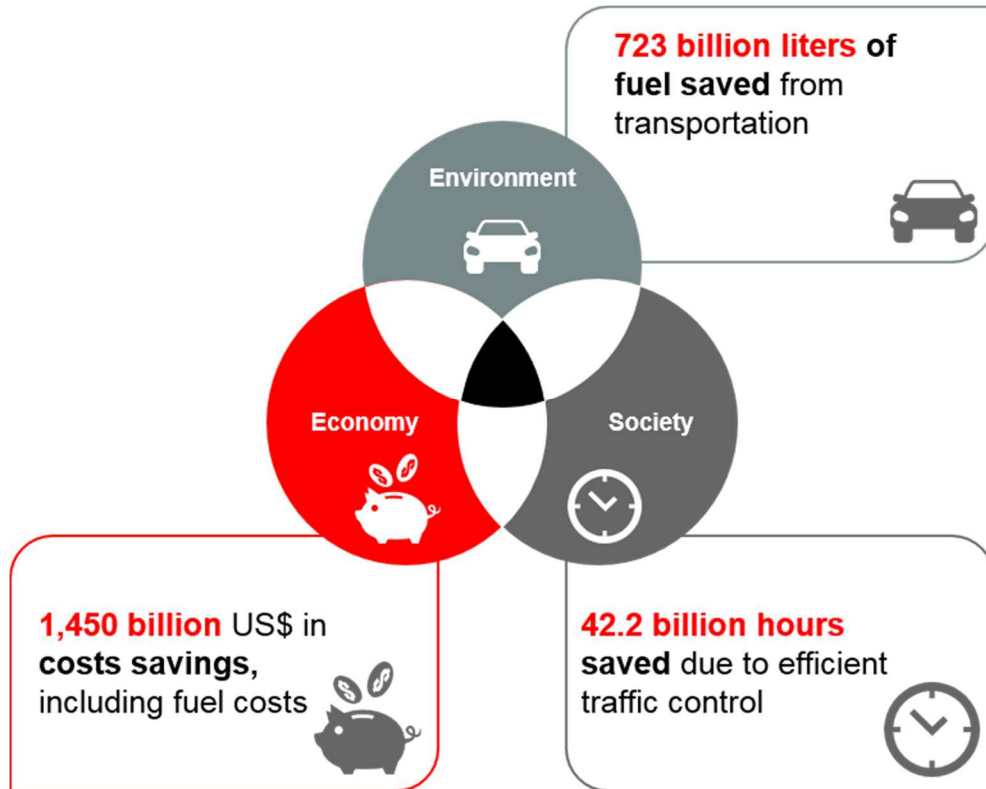 723 billion liters of
fuel saved from
transportation
Environment
Economy
Society
1,450 billion US$ in
costs savings,
including fuel costs
42.2 billion hours
saved due to efficient
traffic control